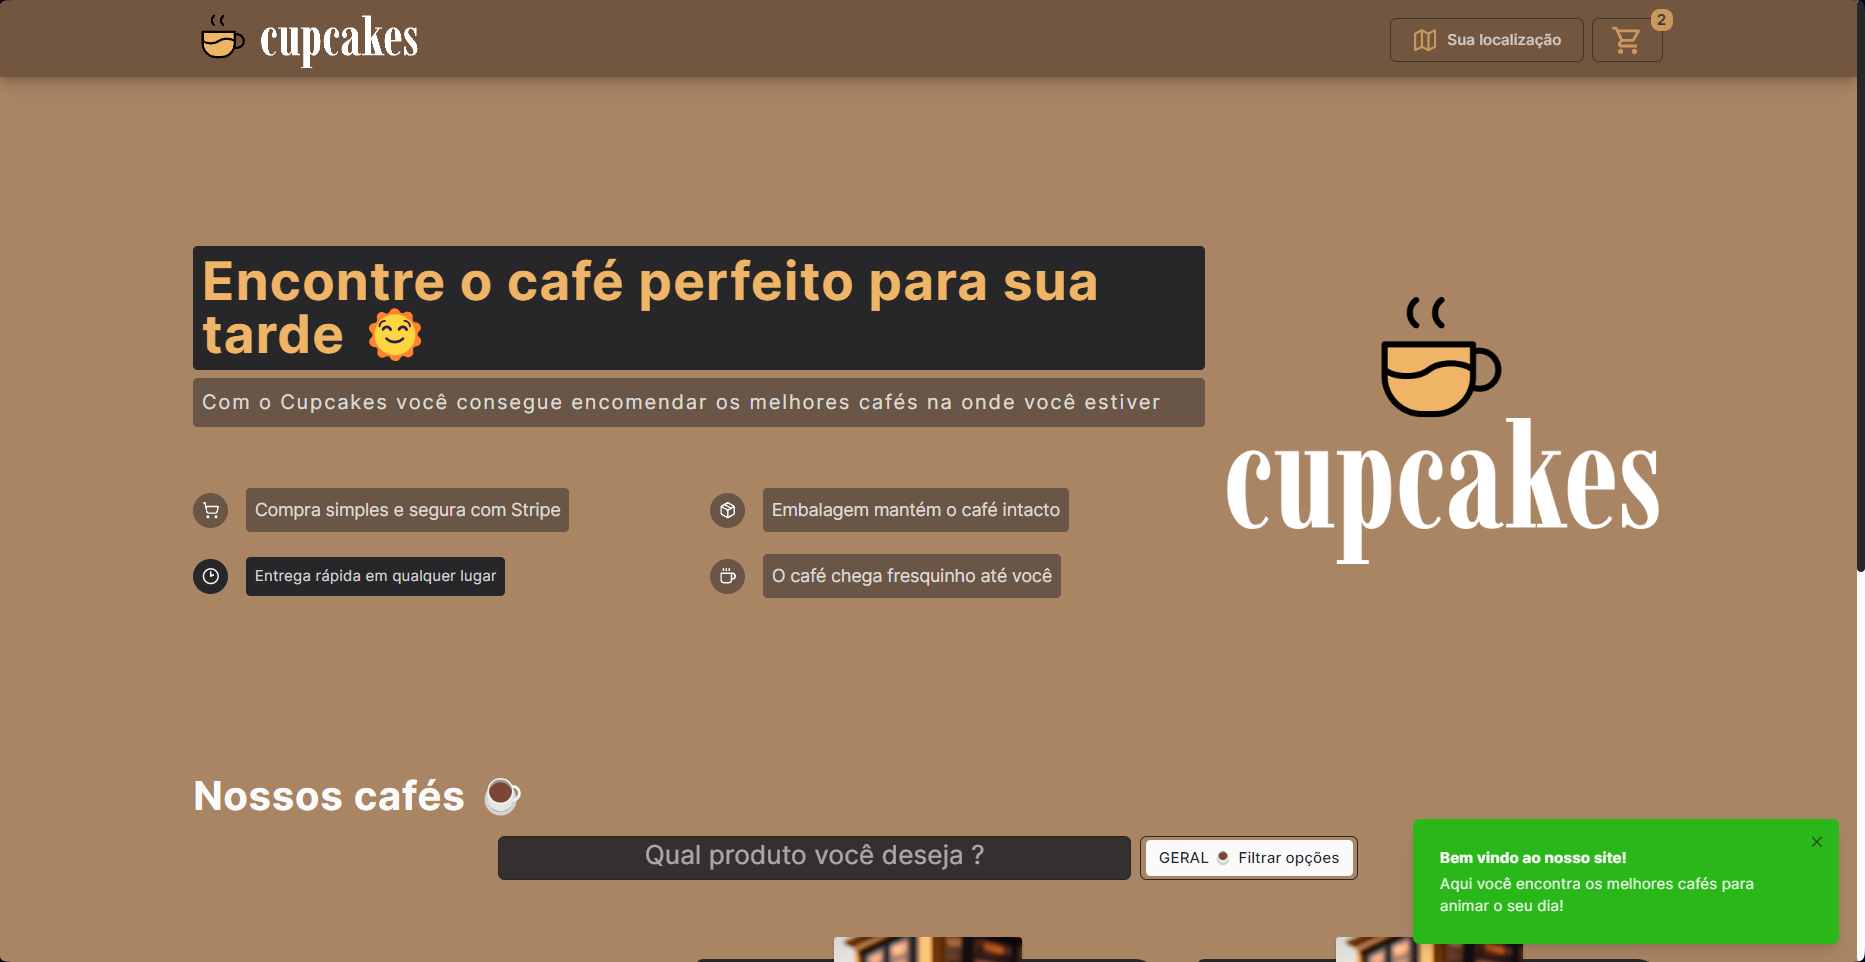 cupcakes
Sua localização
2
Encontre o café perfeito para sua
tarde
Com o Cupcakes você consegue encomendar os melhores cafés na onde você estiver
cupcakes
Compra simples e segura com Stripe
Embalagem mantém o café intacto
Entrega rápida em qualquer lugar
O café chega fresquinho até você
Nossos cafés
Qual produto você deseja ?
GERAL Filtrar opções
Bem vindo ao nosso site!
Aqui você encontra os melhores cafés para
animar o seu dia!